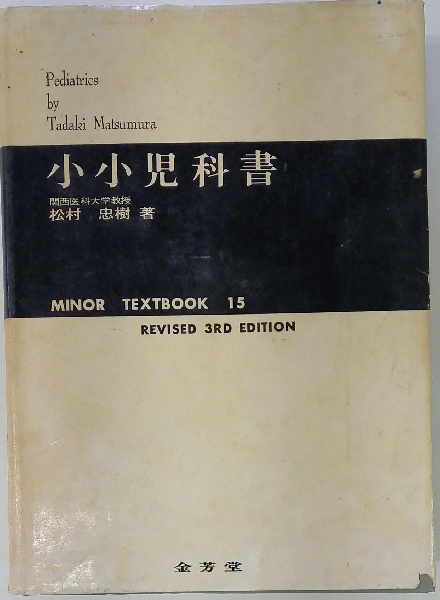 Pediatrics
by
Tadaki Matsumura
小小児科書
関西医科大学教授
松村 忠樹 著
MINOR TEXTBOOK 15
REVISED 3RD EDITION
金芳堂